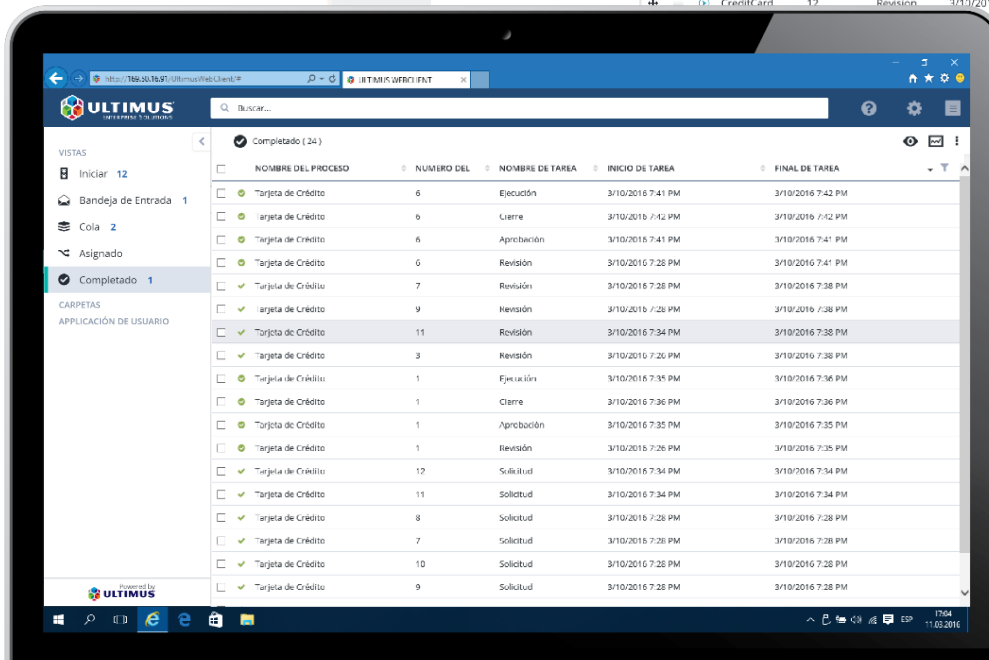 CreditCard 12 Revision 3/10/201
http://169.50.16.91/UltimusWebClient/#
ULTIMUS WEBCLIENT
ULTIMUS
ENTERPRISE SOLUTIONS
Buscar...
VISTAS
Iniciar 12
Bandeja de Entrada 1
Cola 2
Asignado
Completado 1
CARPETAS
APPLICACIÓN DE USUARIO
Completado ( 24 )
NOMBRE DEL PROCESO NUMERO DEL NOMBRE DE TAREA INICIO DE TAREA FINAL DE TAREA
Tarjeta de Crédito 6 Ejecución 3/10/2016 7:41 PM 3/10/2016 7:42 PM
Tarjeta de Crédito 6 Cierre 3/10/2016 7:42 PM 3/10/2016 7:42 PM
Tarjeta de Crédito 6 Aprobación 3/10/2016 7:41 PM 3/10/2016 7:41 PM
Tarjeta de Crédito 6 Revisión 3/10/2016 7:28 PM 3/10/2016 7:41 PM
Tarjeta de Crédito 7 Revisión 3/10/2016 7:28 PM 3/10/2016 7:38 PM
Tarjeta de Crédito 9 Revisión 3/10/2016 7:28 PM 3/10/2016 7:38 PM
Tarjeta de Crédito 11 Revisión 3/10/2016 7:34 PM 3/10/2016 7:38 PM
Tarjeta de Crédito 3 Revisión 3/10/2016 7:26 PM 3/10/2016 7:38 PM
Tarjeta de Crédito 1 Ejecución 3/10/2016 7:35 PM 3/10/2016 7:36 PM
Tarjeta de Crédito 1 Cierre 3/10/2016 7:36 PM 3/10/2016 7:36 PM
Tarjeta de Crédito 1 Aprobación 3/10/2016 7:35 PM 3/10/2016 7:35 PM
Tarjeta de Crédito 1 Revisión 3/10/2016 7:26 PM 3/10/2016 7:35 PM
Tarjeta de Crédito 12 Solicitud 3/10/2016 7:34 PM 3/10/2016 7:34 PM
Tarjeta de Crédito 11 Solicitud 3/10/2016 7:34 PM 3/10/2016 7:34 PM
Tarjeta de Crédito 8 Solicitud 3/10/2016 7:28 PM 3/10/2016 7:28 PM
Tarjeta de Crédito 7 Solicitud 3/10/2016 7:28 PM 3/10/2016 7:28 PM
Tarjeta de Crédito 10 Solicitud 3/10/2016 7:28 PM 3/10/2016 7:28 PM
Tarjeta de Crédito 9 Solicitud 3/10/2016 7:28 PM 3/10/2016 7:28 PM
Powered by
ULTIMUS
ESP
17:04
11.03.2016